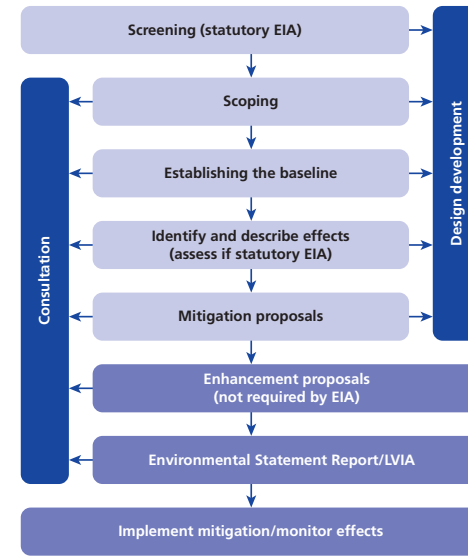 Screening (statutory EIA)
Scoping
Establishing the baseline
Identify and describe effects
(assess if statutory EIA)
Mitigation proposals
Enhancement proposals
(not required by EIA)
Environmental Statement Report/LVIA
Implement mitigation/monitor effects
Consultation
Design development